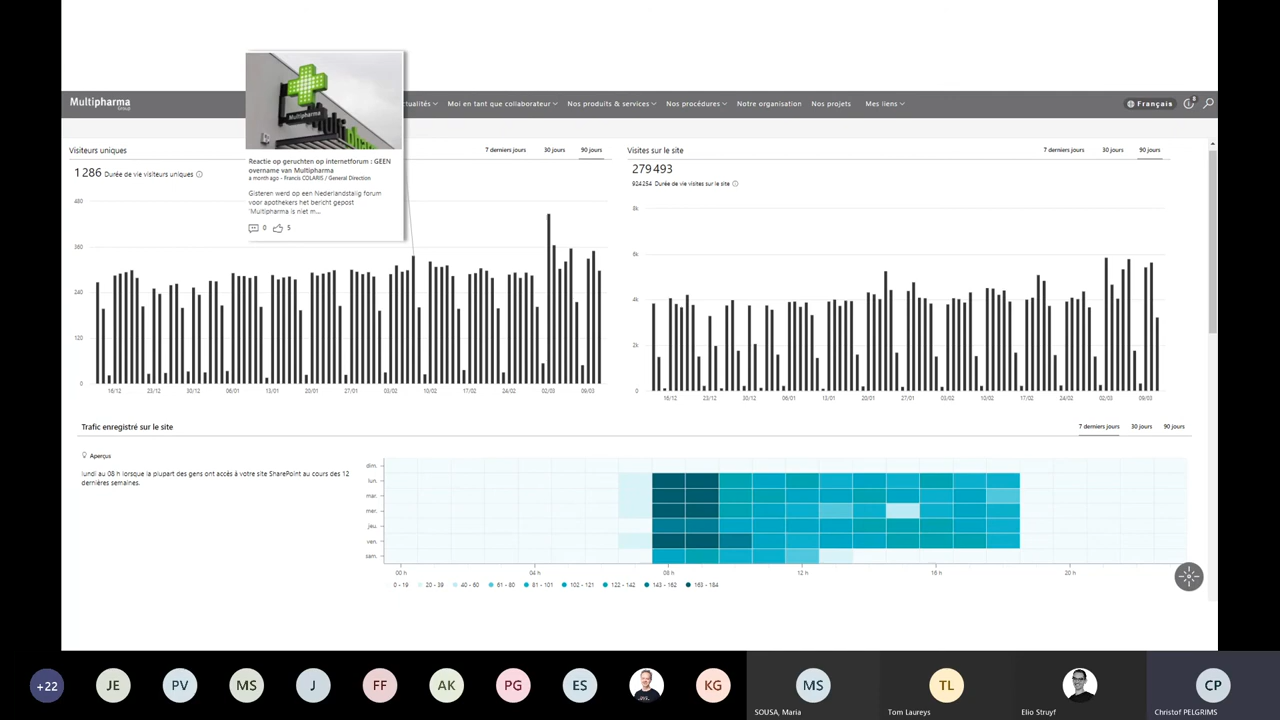 Multipharma
Group
ctualités
Moi en tant que collaborateur
Nos produits & services
Nos procédures
Notre organisation
Nos projets
Mes liens
Français
8
Multipharma
Reactie op geruchten op internetforum : GEEN
overname van Multipharma
a month ago - Francis COLARIS / General Direction
Gisteren werd op een Nederlandstalig forum
voor apothekers het bericht gepost
'Multipharma is niet m...
0 5
Visiteurs uniques
7 derniers jours 30 jours 90 jours
1 286 Durée de vie visiteurs uniques
480
360
240
120
0
16/12 23/12 30/12 06/01 13/01 20/01 27/01 03/02 10/02 17/02 24/02 02/03 09/03
Visites sur le site
7 derniers jours 30 jours 90 jours
279 493
924 254 Durée de vie visites sur le site
8k
6k
4k
2k
0
16/12 23/12 30/12 06/01 13/01 20/01 27/01 03/02 10/02 17/02 24/02 02/03 09/03
Trafic enregistré sur le site
7 derniers jours 30 jours 90 jours
Aperçus
lundi au 08 h lorsque la plupart des gens ont accès à votre site SharePoint au cours des 12
dernières semaines.
dim.
lun.
mar.
mer.
jeu.
ven.
sam.
00 h 04 h 08 h 12 h 16 h 20 h
0 - 19 20 - 39 40 - 60 61 - 80 81 - 101 102 - 121 122 - 142 143 - 162 163 - 184
+22 JE PV MS J FF AK PG ES KG MS TL CP
SOUSA, Maria Tom Laureys Elio Struyf Christof PELGRIMS